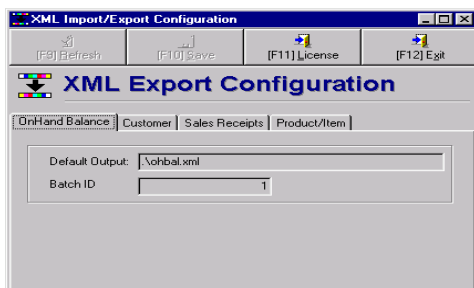 XML Import/Export Configuration
[F9] Refresh [F10] Save [F11] License [F12] Exit
XML Export Configuration
OnHand Balance Customer Sales Receipts Product/Item
Default Output: .\ohbal.xml
Batch ID 1